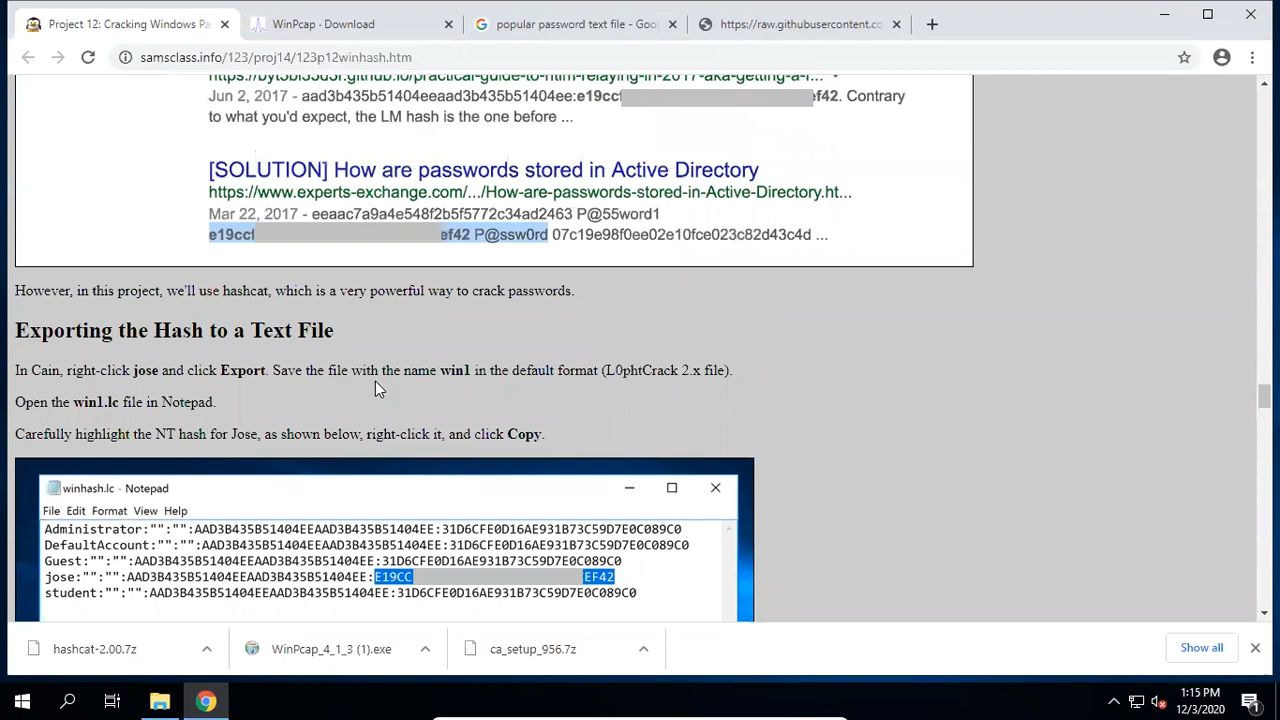 Project 12: Cracking Windows Pa
WinPcap · Download
popular password text file - Goo
https://raw.githubusercontent.co
samsclass.info/123/proj14/123p12winhash.htm
Jun 2, 2017 - aad3b435b51404eeaad3b435b51404ee:e19ccf ef42. Contrary
to what you'd expect, the LM hash is the one before ...
[SOLUTION] How are passwords stored in Active Directory
https://www.experts-exchange.com/.../How-are-passwords-stored-in-Active-Directory.ht...
Mar 22, 2017 - eeaac7a9a4e548f2b5f5772c34ad2463 P@55word1
e19ccf ef42 P@ssw0rd 07c19e98f0ee02e10fce023c82d43c4d ...
However, in this project, we'll use hashcat, which is a very powerful way to crack passwords.
Exporting the Hash to a Text File
In Cain, right-click jose and click Export. Save the file with the name win1 in the default format (L0phtCrack 2.x file).
Open the win1.lc file in Notepad.
Carefully highlight the NT hash for Jose, as shown below, right-click it, and click Copy.
winhash.lc - Notepad
File Edit Format View Help
Administrator:"":"":AAD3B435B51404EEAAD3B435B51404EE:31D6CFE0D16AE931B73C59D7E0C089C0
DefaultAccount:"":"":AAD3B435B51404EEAAD3B435B51404EE:31D6CFE0D16AE931B73C59D7E0C089C0
Guest:"":"":AAD3B435B51404EEAAD3B435B51404EE:31D6CFE0D16AE931B73C59D7E0C089C0
jose:"":"":AAD3B435B51404EEAAD3B435B51404EE:E19CC EF42
student:"":"":AAD3B435B51404EEAAD3B435B51404EE:31D6CFE0D16AE931B73C59D7E0C089C0
hashcat-2.00.7z
WinPcap_4_1_3 (1).exe
ca_setup_956.7z
Show all
1:15 PM
12/3/2020
1